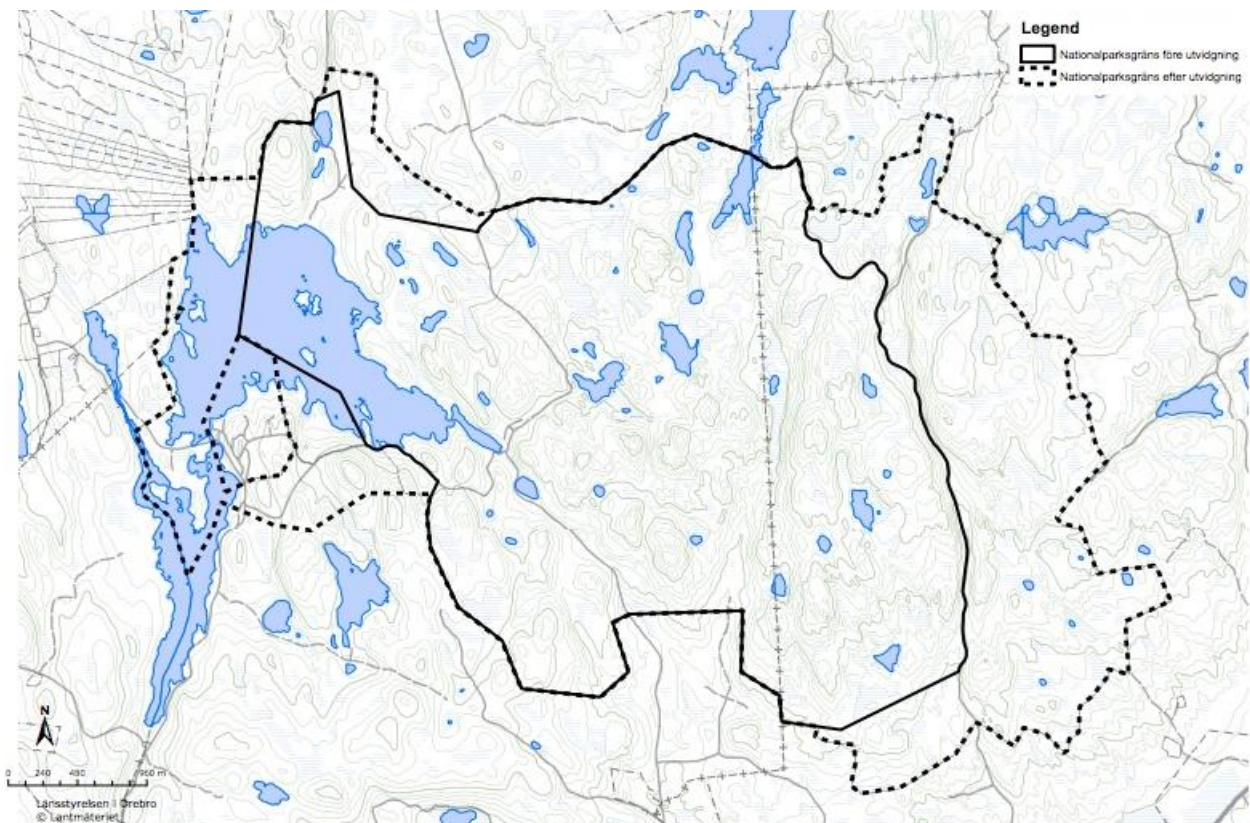 Legend
Nationalparksgräns före utvidgning
Nationalparksgräns efter utvidgning
N
0 240 480 960 m
Länsstyrelsen i Örebro
© Lantmäteriet